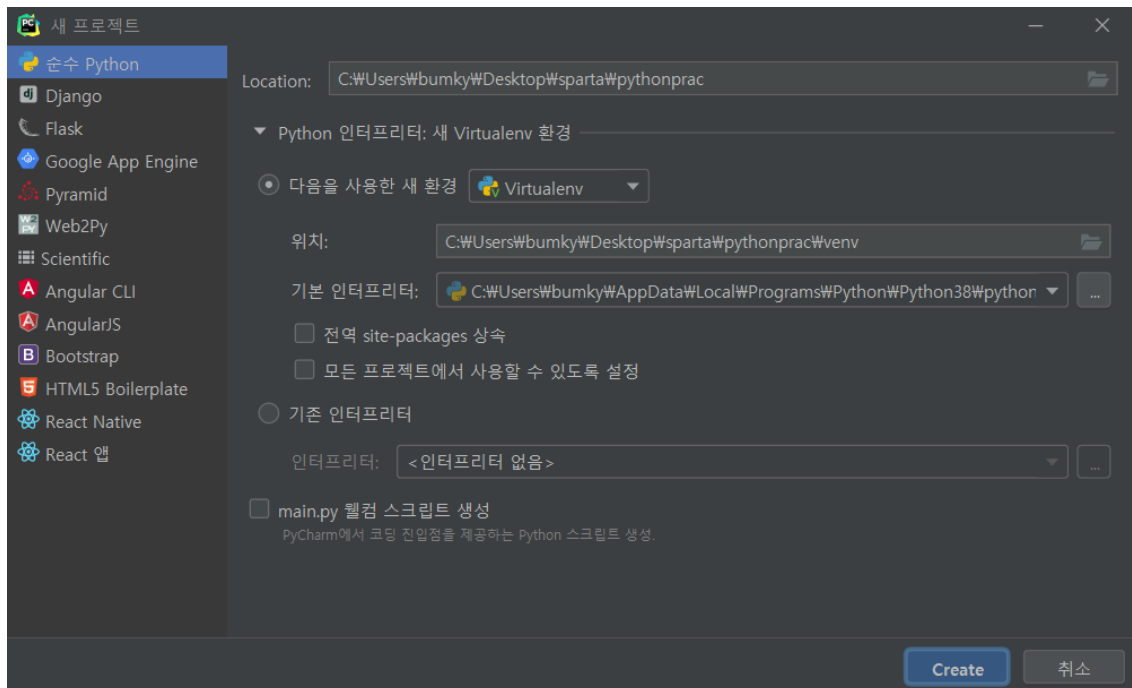 새 프로젝트
순수 Python
Django
Flask
Google App Engine
Pyramid
Web2Py
Scientific
Angular CLI
AngularJS
Bootstrap
HTML5 Boilerplate
React Native
React 앱
Location: C:₩Users₩bumky₩Desktop₩sparta₩pythonprac
Python 인터프리터: 새 Virtualenv 환경
다음을 사용한 새 환경 Virtualenv
위치: C:₩Users₩bumky₩Desktop₩sparta₩pythonprac₩venv
기본 인터프리터: C:₩Users₩bumky₩AppData₩Local₩Programs₩Python₩Python38₩python ...
전역 site-packages 상속
모든 프로젝트에서 사용할 수 있도록 설정
기존 인터프리터
인터프리터: <인터프리터 없음> ...
main.py 웰컴 스크립트 생성
PyCharm에서 코딩 진입점을 제공하는 Python 스크립트 생성.
Create 취소